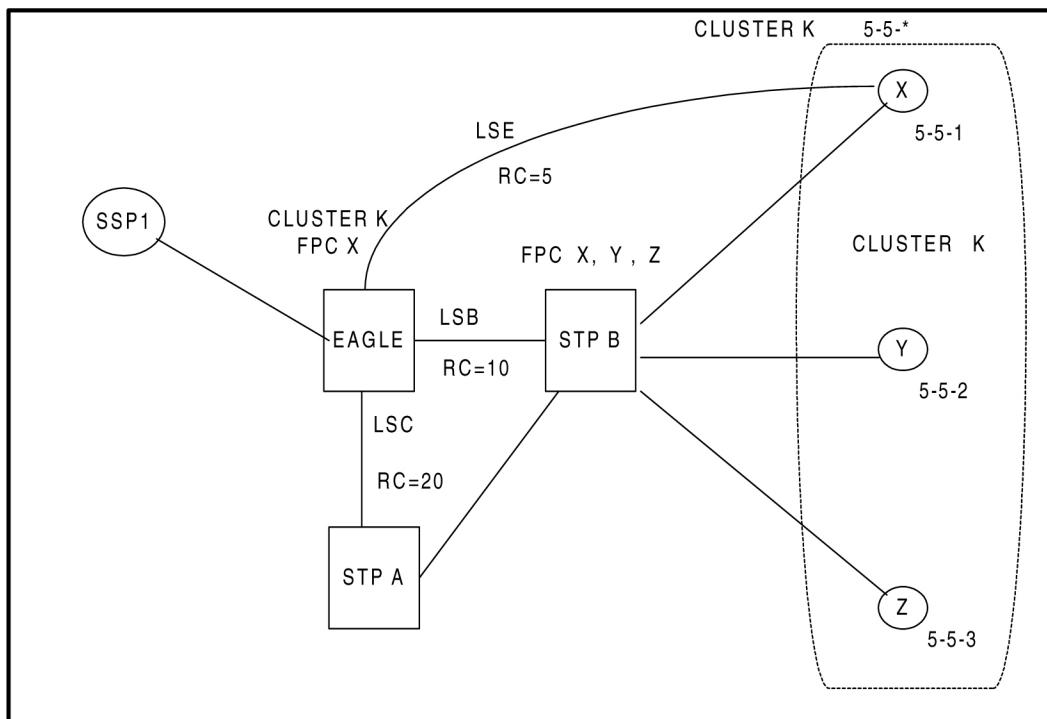 CLUSTER K 5-5-*
X
5-5-1
LSE
RC=5
SSP1
CLUSTER K
FPC X
FPC X, Y , Z
CLUSTER K
EAGLE
LSB
RC=10
STP B
Y
5-5-2
LSC
RC=20
STP A
Z
5-5-3